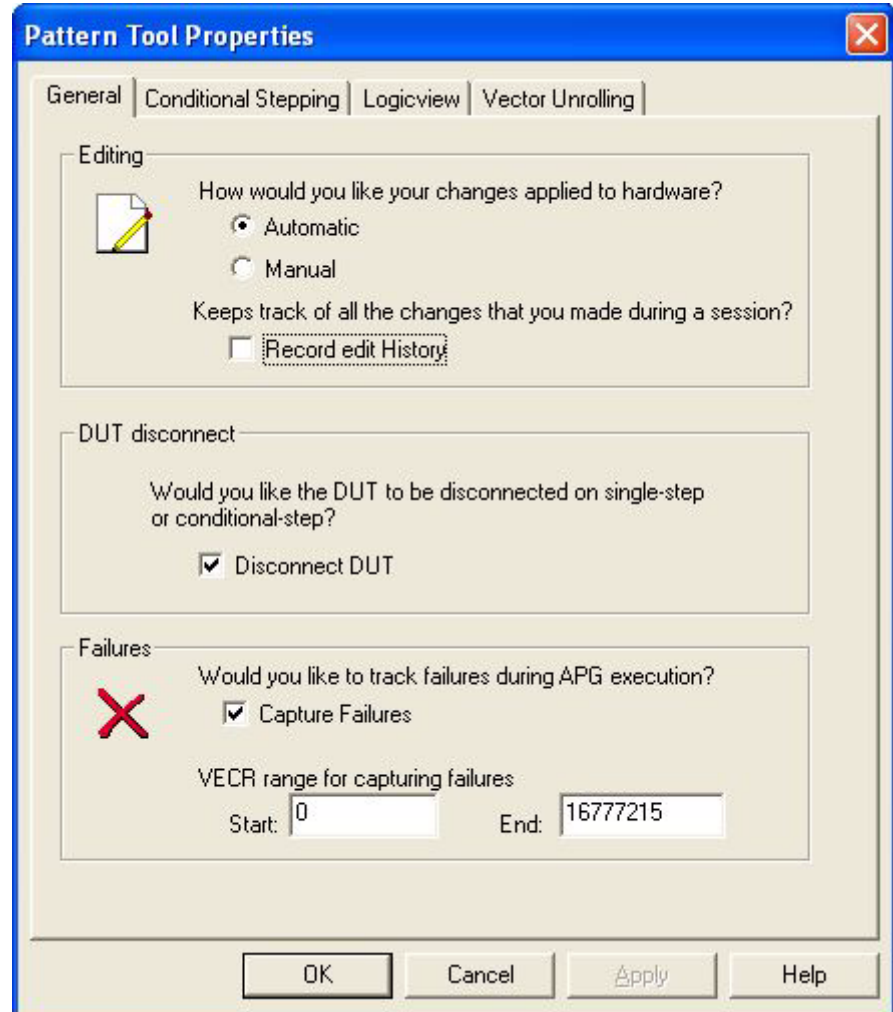 Pattern Tool Properties
General Conditional Stepping Logicview Vector Unrolling
Editing
How would you like your changes applied to hardware?
Automatic
Manual
Keeps track of all the changes that you made during a session?
Record edit History
DUT disconnect
Would you like the DUT to be disconnected on single-step
or conditional-step?
Disconnect DUT
Failures
Would you like to track failures during APG execution?
Capture Failures
VECR range for capturing failures
Start: 0 End: 16777215
OK Cancel Apply Help